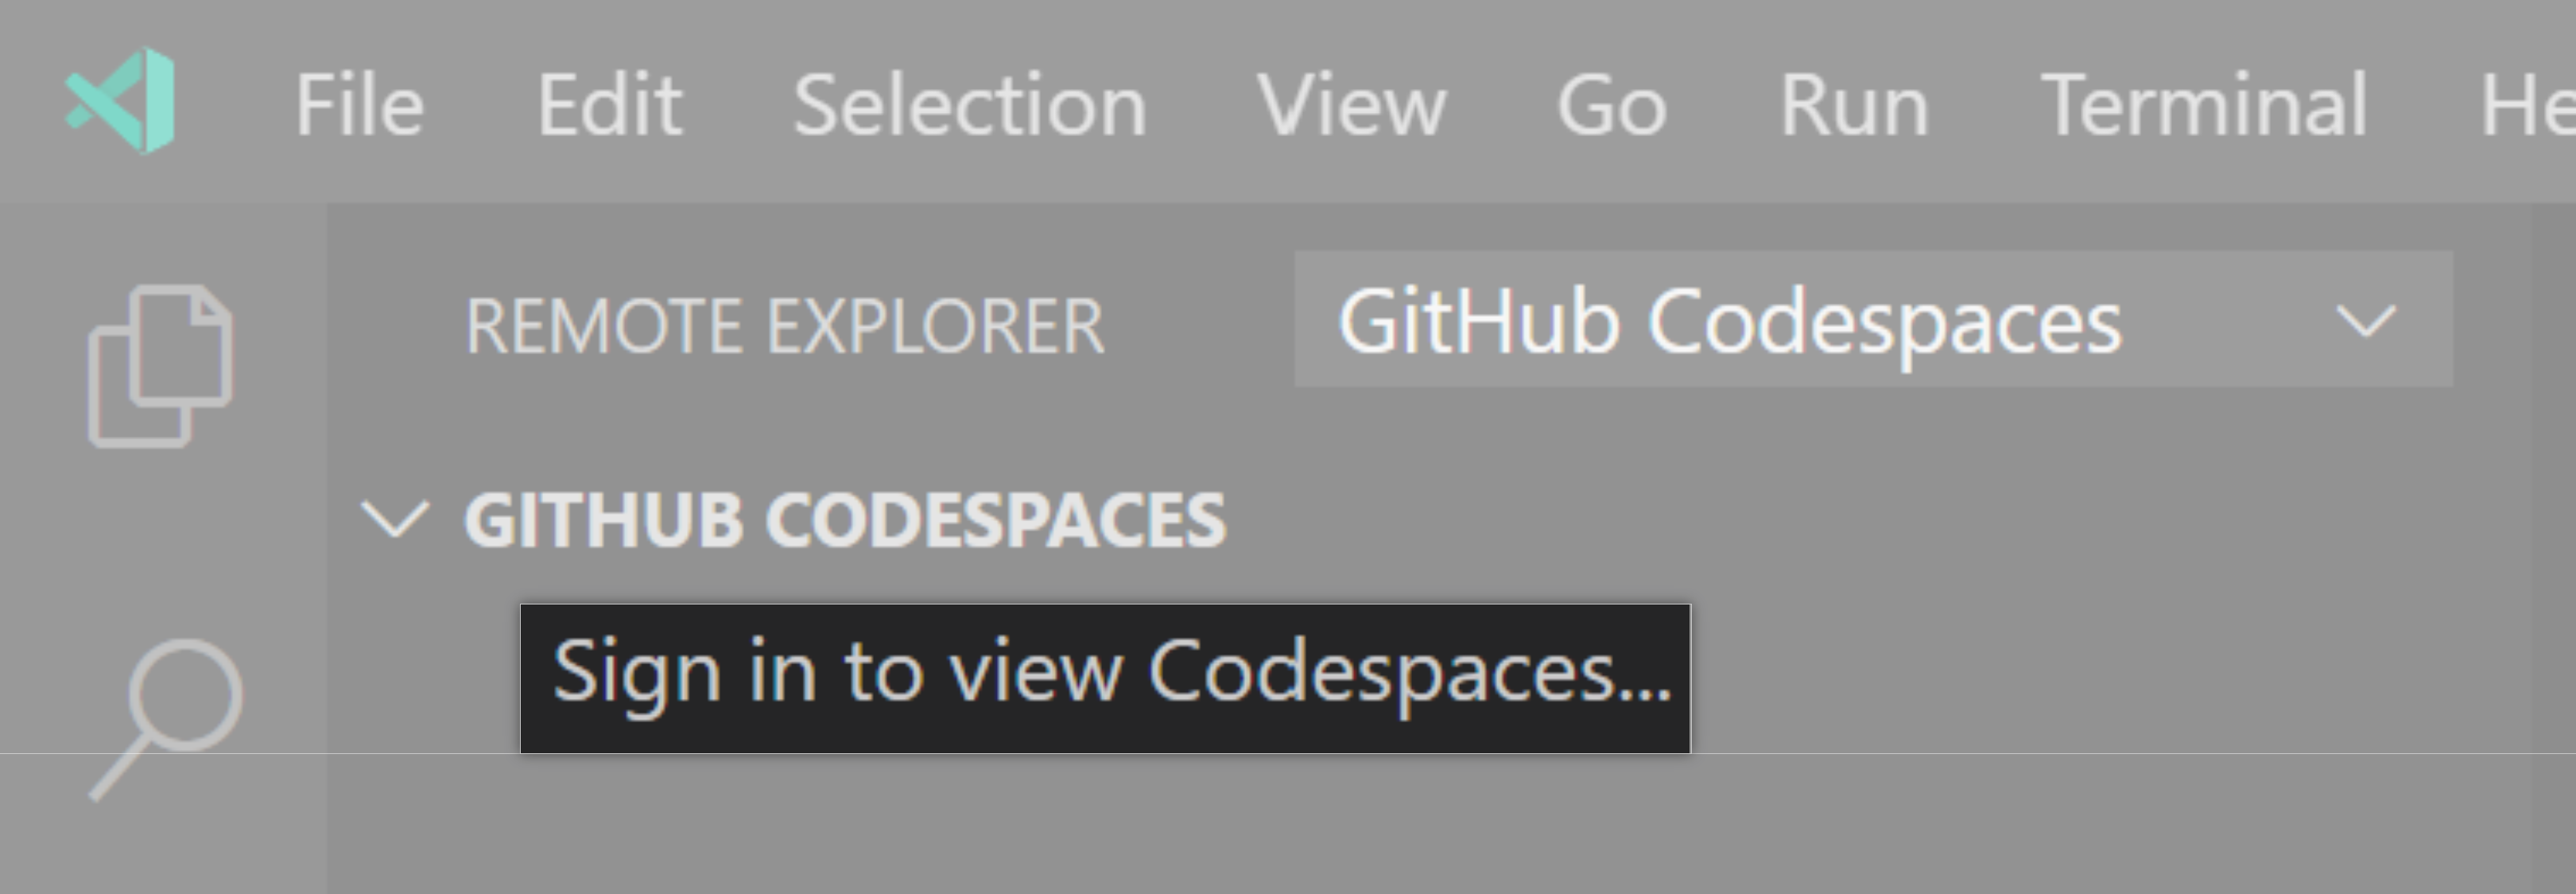 File Edit Selection View Go Run Terminal He
REMOTE EXPLORER GitHub Codespaces
GITHUB CODESPACES
Sign in to view Codespaces...